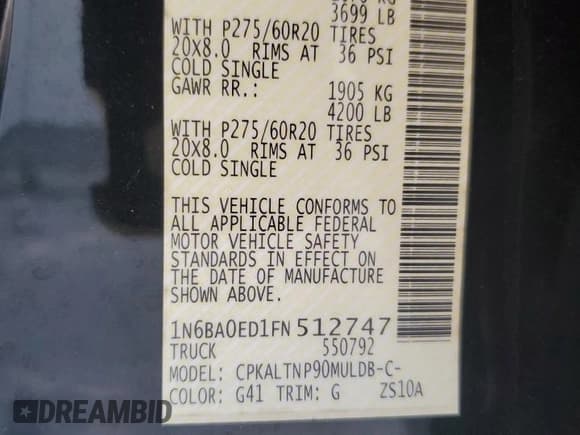 3699 LB
WITH P275/60R20 TIRES
20X8.0 RIMS AT 36 PSI
COLD SINGLE
GAWR RR.: 1905 KG
4200 LB
WITH P275/60R20 TIRES
20X8.0 RIMS AT 36 PSI
COLD SINGLE
THIS VEHICLE CONFORMS TO
ALL APPLICABLE FEDERAL
MOTOR VEHICLE SAFETY
STANDARDS IN EFFECT ON
THE DATE OF MANUFACTURE
SHOWN ABOVE.
1N6BA0ED1FN512747
TRUCK 550792
MODEL: CPKALTNP90MULDB-C-
COLOR: G41 TRIM: G ZS10A
DREAMBID